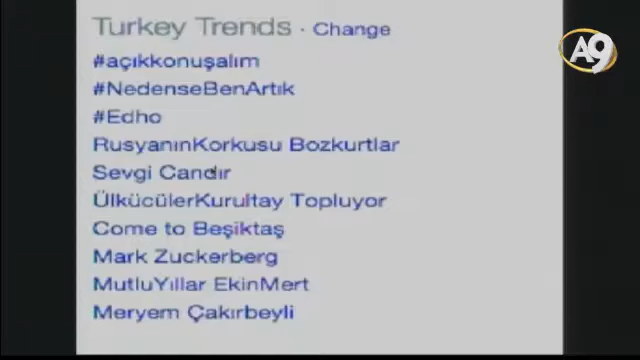 Turkey Trends · Change
A9
#açıkkonuşalım
#NedenseBenArtık
#Edho
RusyanınKorkusu Bozkurtlar
Sevgi Candır
ÜlkücülerKurultay Topluyor
Come to Beşiktaş
Mark Zuckerberg
MutluYıllar EkinMert
Meryem Çakırbeyli